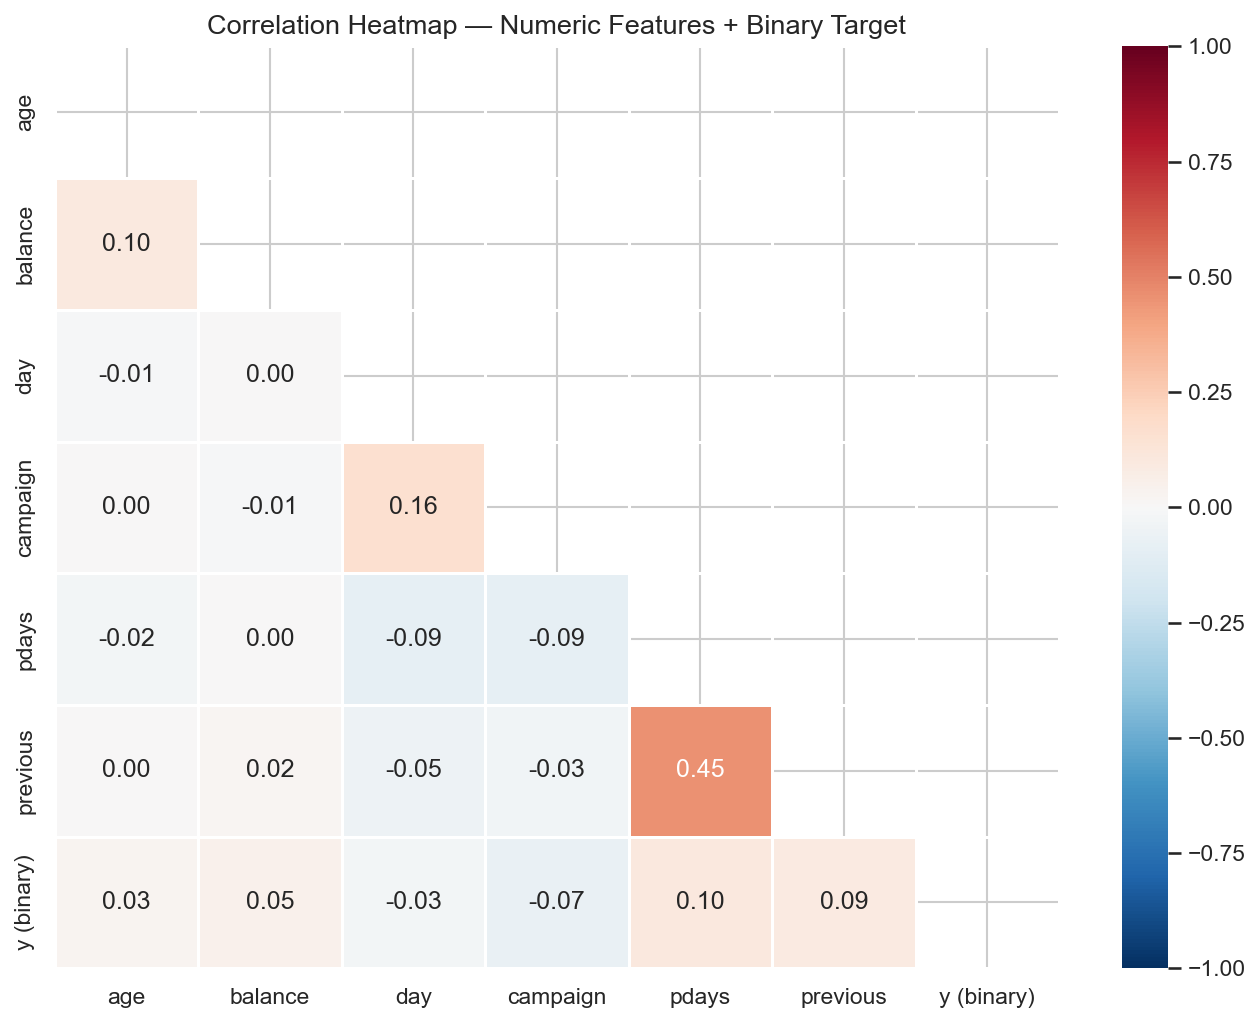 Correlation Heatmap — Numeric Features + Binary Target
age
balance
0.10
day
-0.01 0.00
campaign
0.00 -0.01 0.16
pdays
-0.02 0.00 -0.09 -0.09
previous
0.00 0.02 -0.05 -0.03 0.45
y (binary)
0.03 0.05 -0.03 -0.07 0.10 0.09
age balance day campaign pdays previous y (binary)
1.00
0.75
0.50
0.25
0.00
−0.25
−0.50
−0.75
−1.00